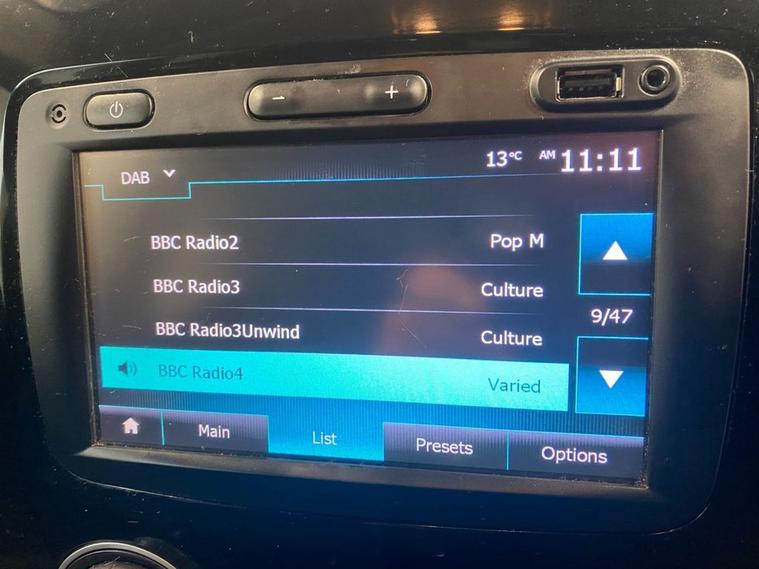 DAB 13°C AM 11:11
BBC Radio2 Pop M
BBC Radio3 Culture
9/47
BBC Radio3Unwind Culture
BBC Radio4 Varied
Main List Presets Options